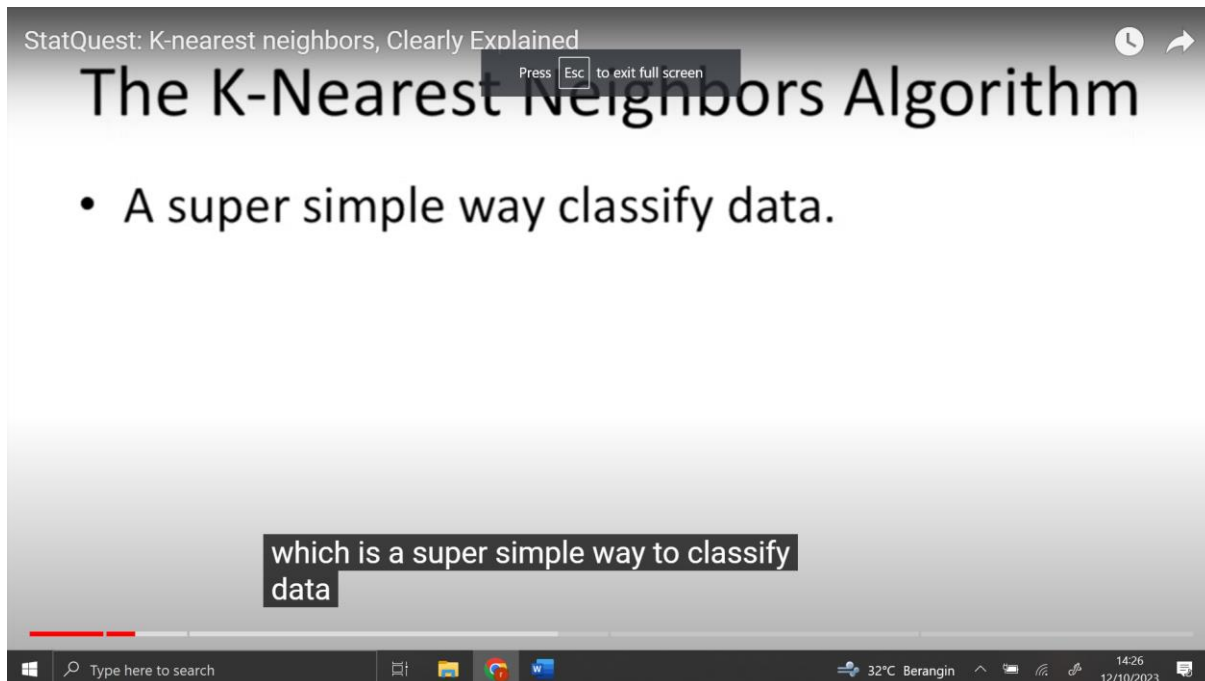 StatQuest: K-nearest neighbors, Clearly Explained
Press Esc to exit full screen
The K-Nearest Neighbors Algorithm
• A super simple way classify data.
which is a super simple way to classify
data
Type here to search
32°C Berangin
14:26
12/10/2023